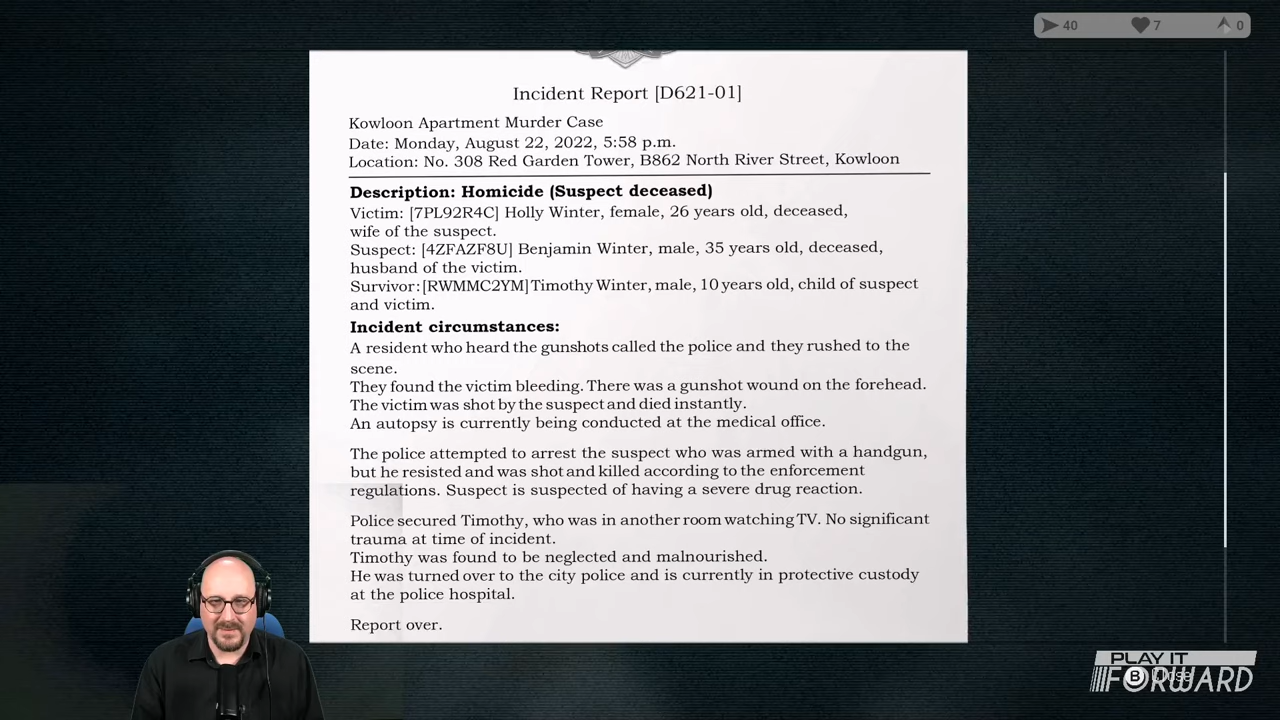 40 7 0
Incident Report [D621-01]
Kowloon Apartment Murder Case
Date: Monday, August 22, 2022, 5:58 p.m.
Location: No. 308 Red Garden Tower, B862 North River Street, Kowloon
Description: Homicide (Suspect deceased)
Victim: [7PL92R4C] Holly Winter, female, 26 years old, deceased,
wife of the suspect.
Suspect: [4ZFAZF8U] Benjamin Winter, male, 35 years old, deceased,
husband of the victim.
Survivor: [RWMMC2YM] Timothy Winter, male, 10 years old, child of suspect
and victim.
Incident circumstances:
A resident who heard the gunshots called the police and they rushed to the
scene.
They found the victim bleeding. There was a gunshot wound on the forehead.
The victim was shot by the suspect and died instantly.
An autopsy is currently being conducted at the medical office.
The police attempted to arrest the suspect who was armed with a handgun,
but he resisted and was shot and killed according to the enforcement
regulations. Suspect is suspected of having a severe drug reaction.
Police secured Timothy, who was in another room watching TV. No significant
trauma at time of incident.
Timothy was found to be neglected and malnourished.
He was turned over to the city police and is currently in protective custody
at the police hospital.
Report over.
PLAY IT
FORWARD
B Close